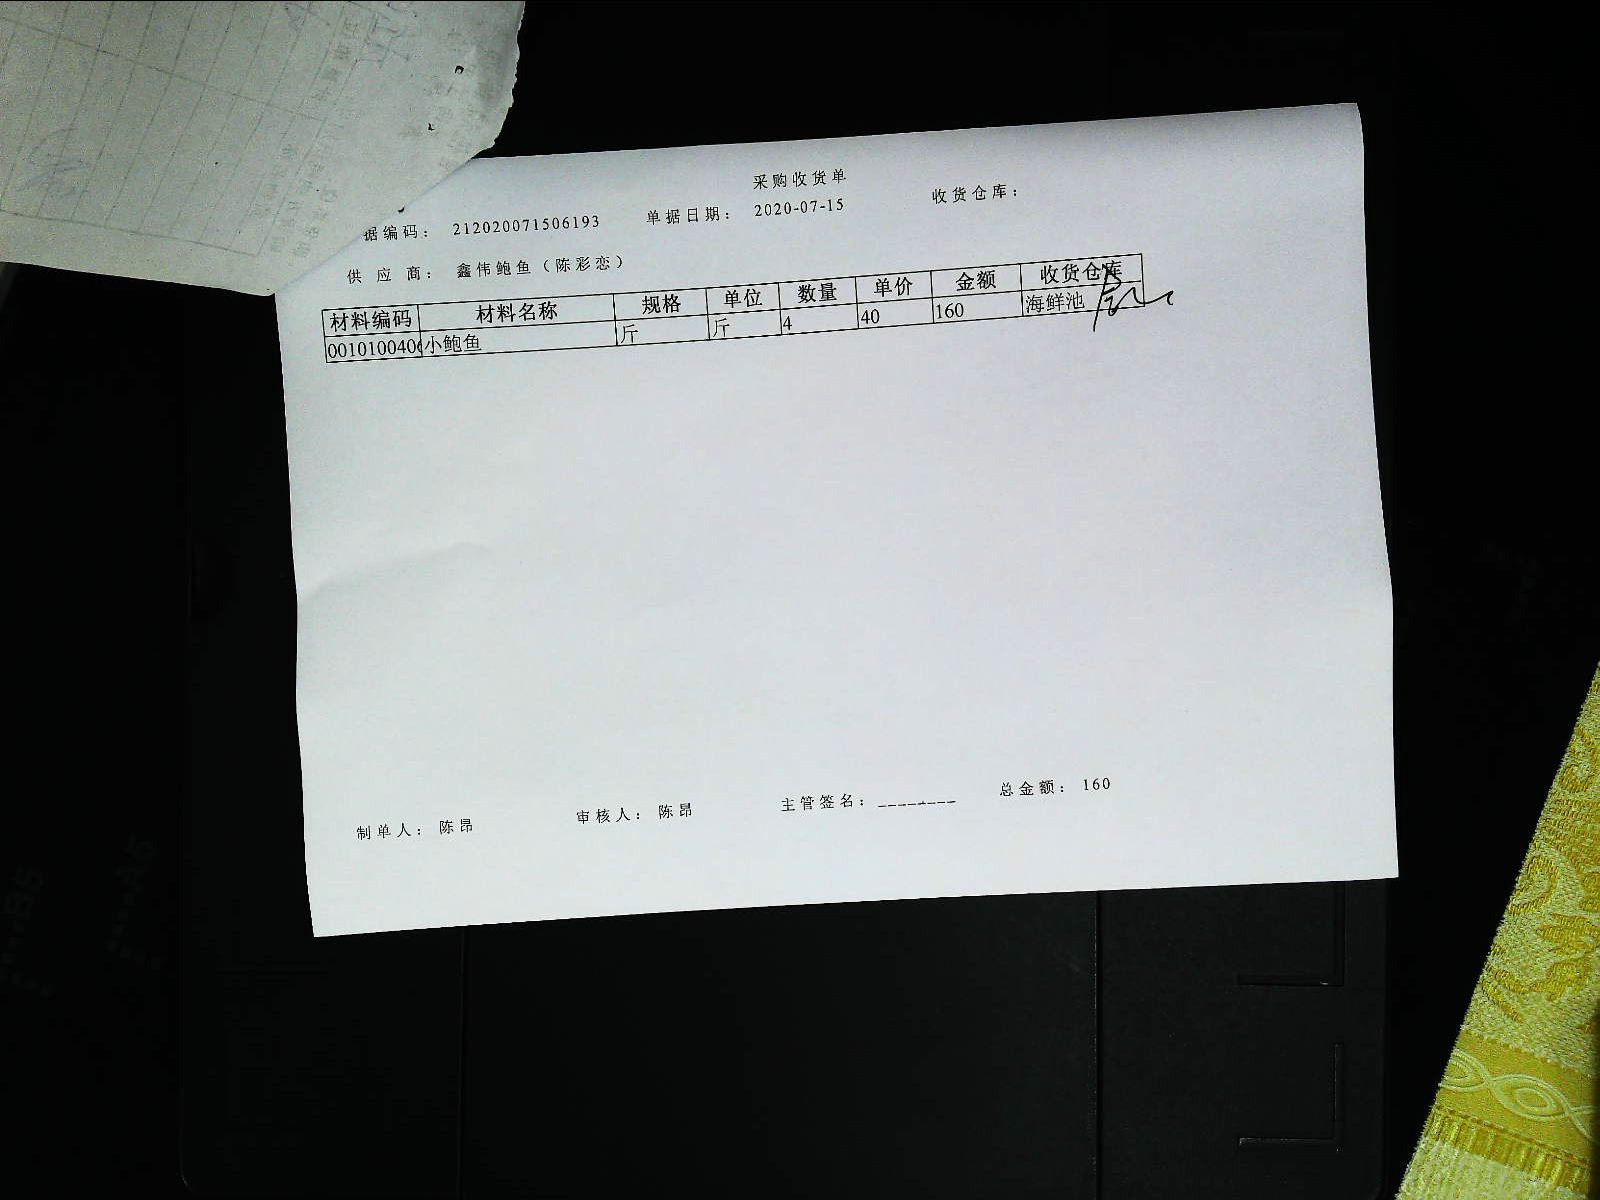 采购收货单
据编码： 212020071506193 单据日期： 2020-07-15 收货仓库：
供 应 商： 鑫伟鲍鱼（陈彩恋）
材料编码 材料名称 规格 单位 数量 单价 金额 收货仓库
0010100406 小鲍鱼 斤 斤 4 40 160 海鲜池
制单人： 陈昂 审核人： 陈昂 主管签名：________ 总金额： 160